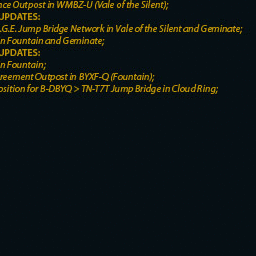 nce Outpost in WMBZ-U (Vale of the Silent);
UPDATES:
.G.E. Jump Bridge Network in Vale of the Silent and Geminate;
n Fountain and Geminate;
UPDATES:
n Fountain;
reement Outpost in BYXF-Q (Fountain);
osition for B-DBYQ > TN-T7T Jump Bridge in Cloud Ring;